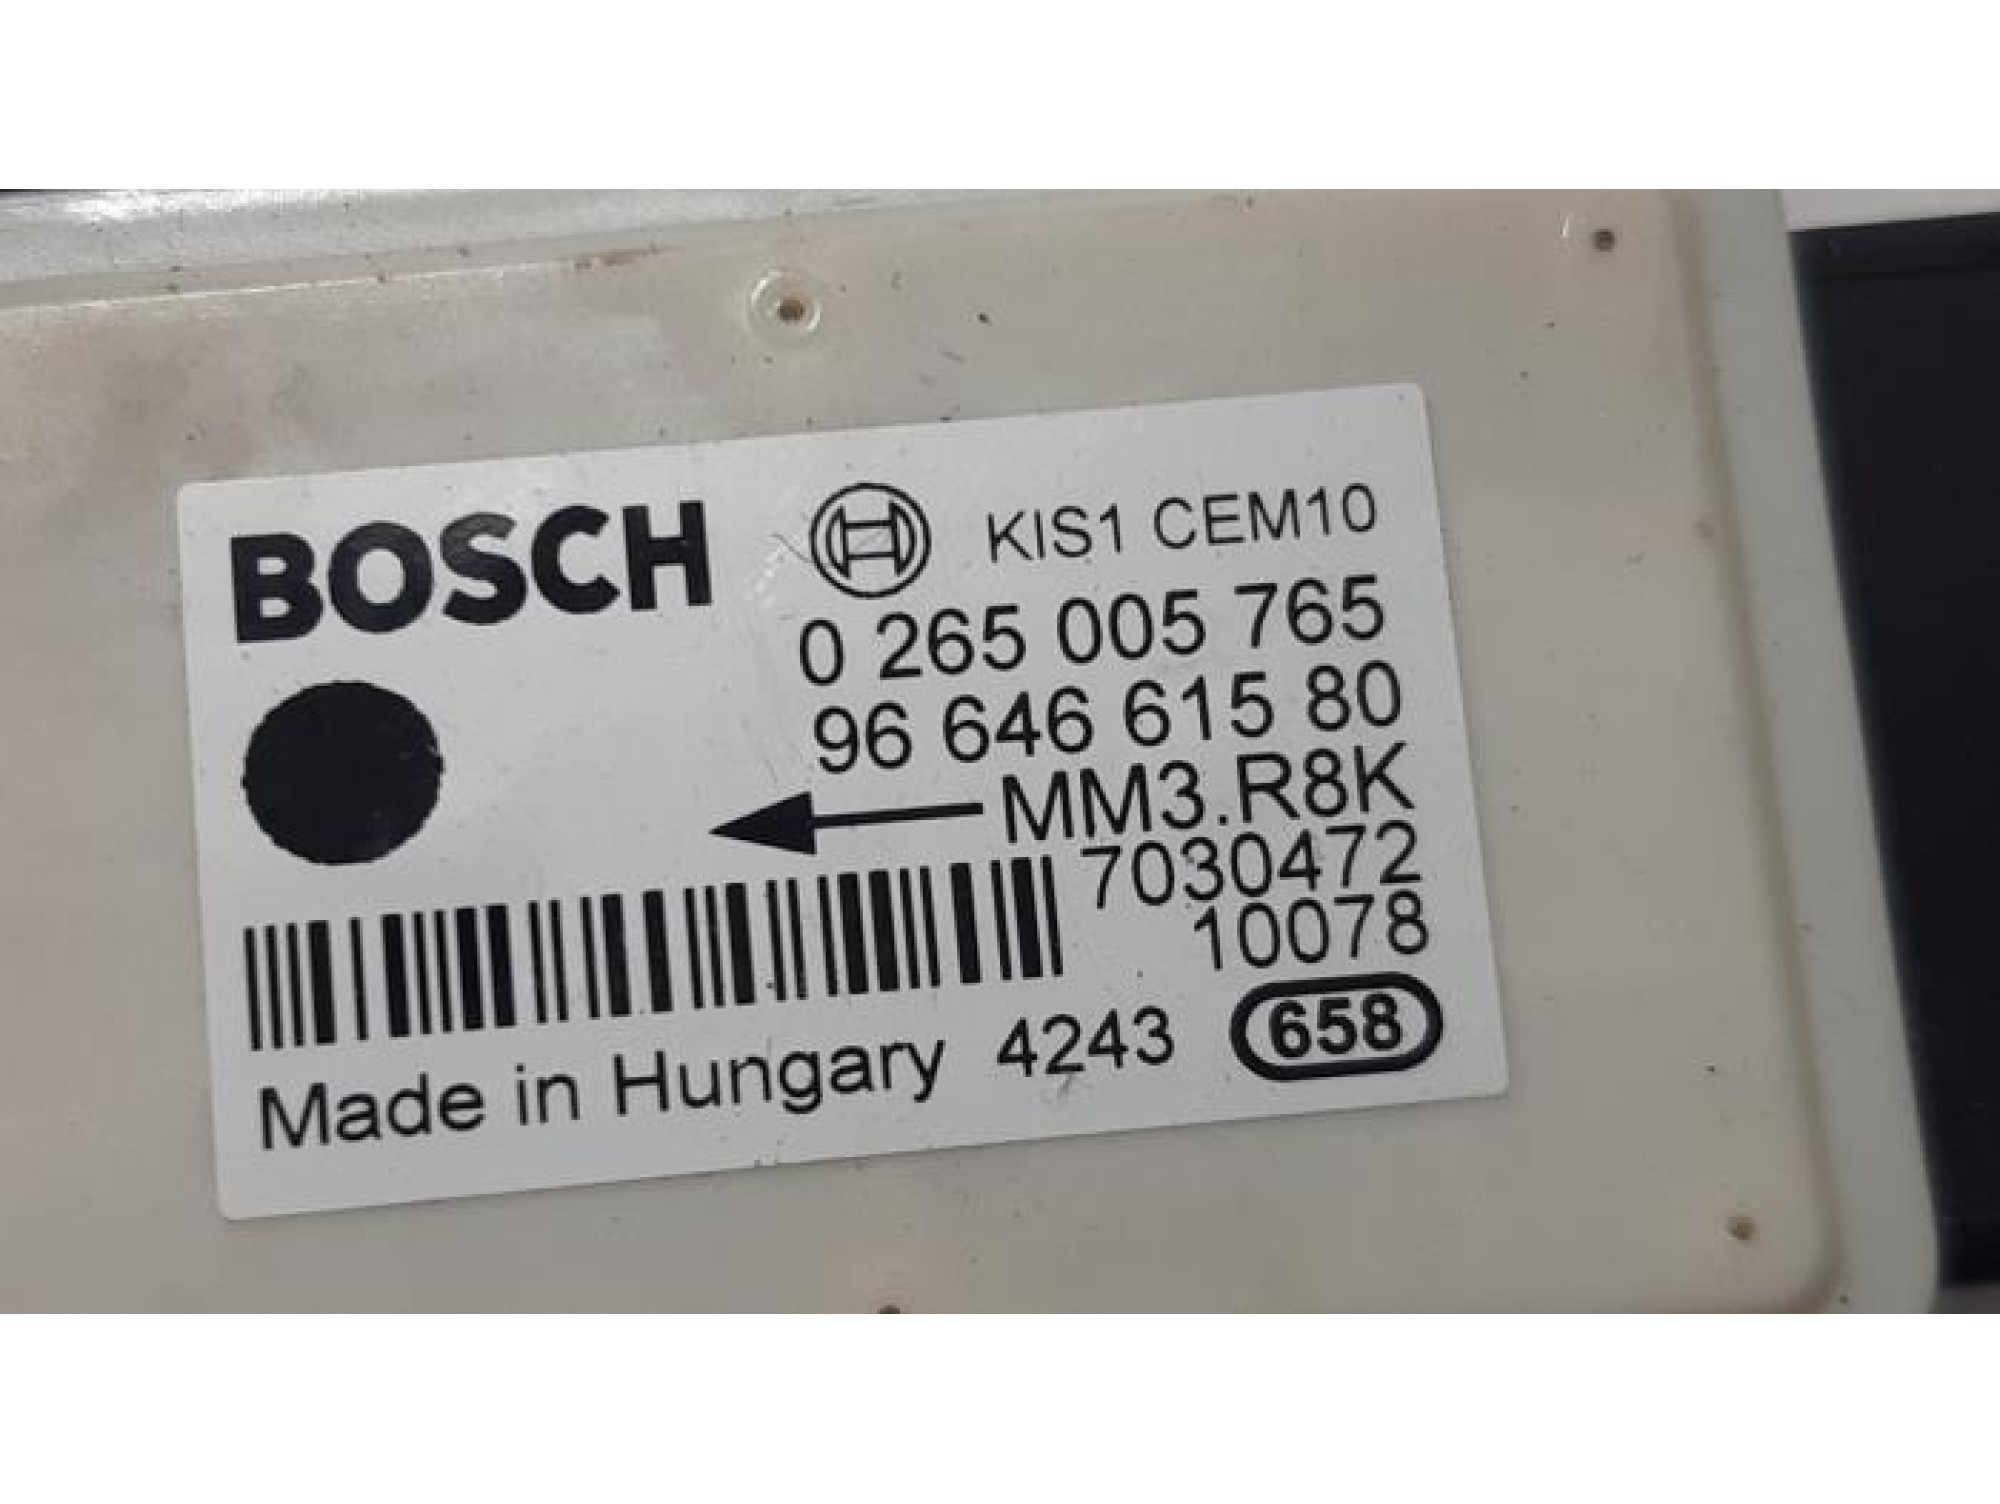 BOSCH KIS1 CEM10
0 265 005 765
96 646 615 80
MM3.R8K
7030472
10078
Made in Hungary 4243 658